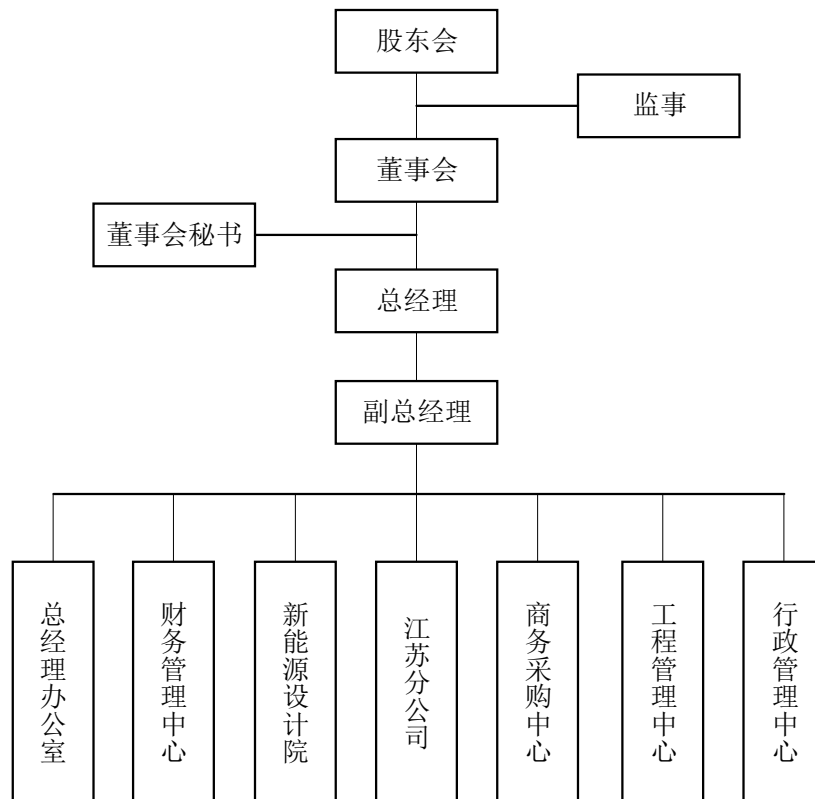 股东会
监事
董事会
董事会秘书
总经理
副总经理
总经理办公室
财务管理中心
新能源设计院
江苏分公司
商务采购中心
工程管理中心
行政管理中心